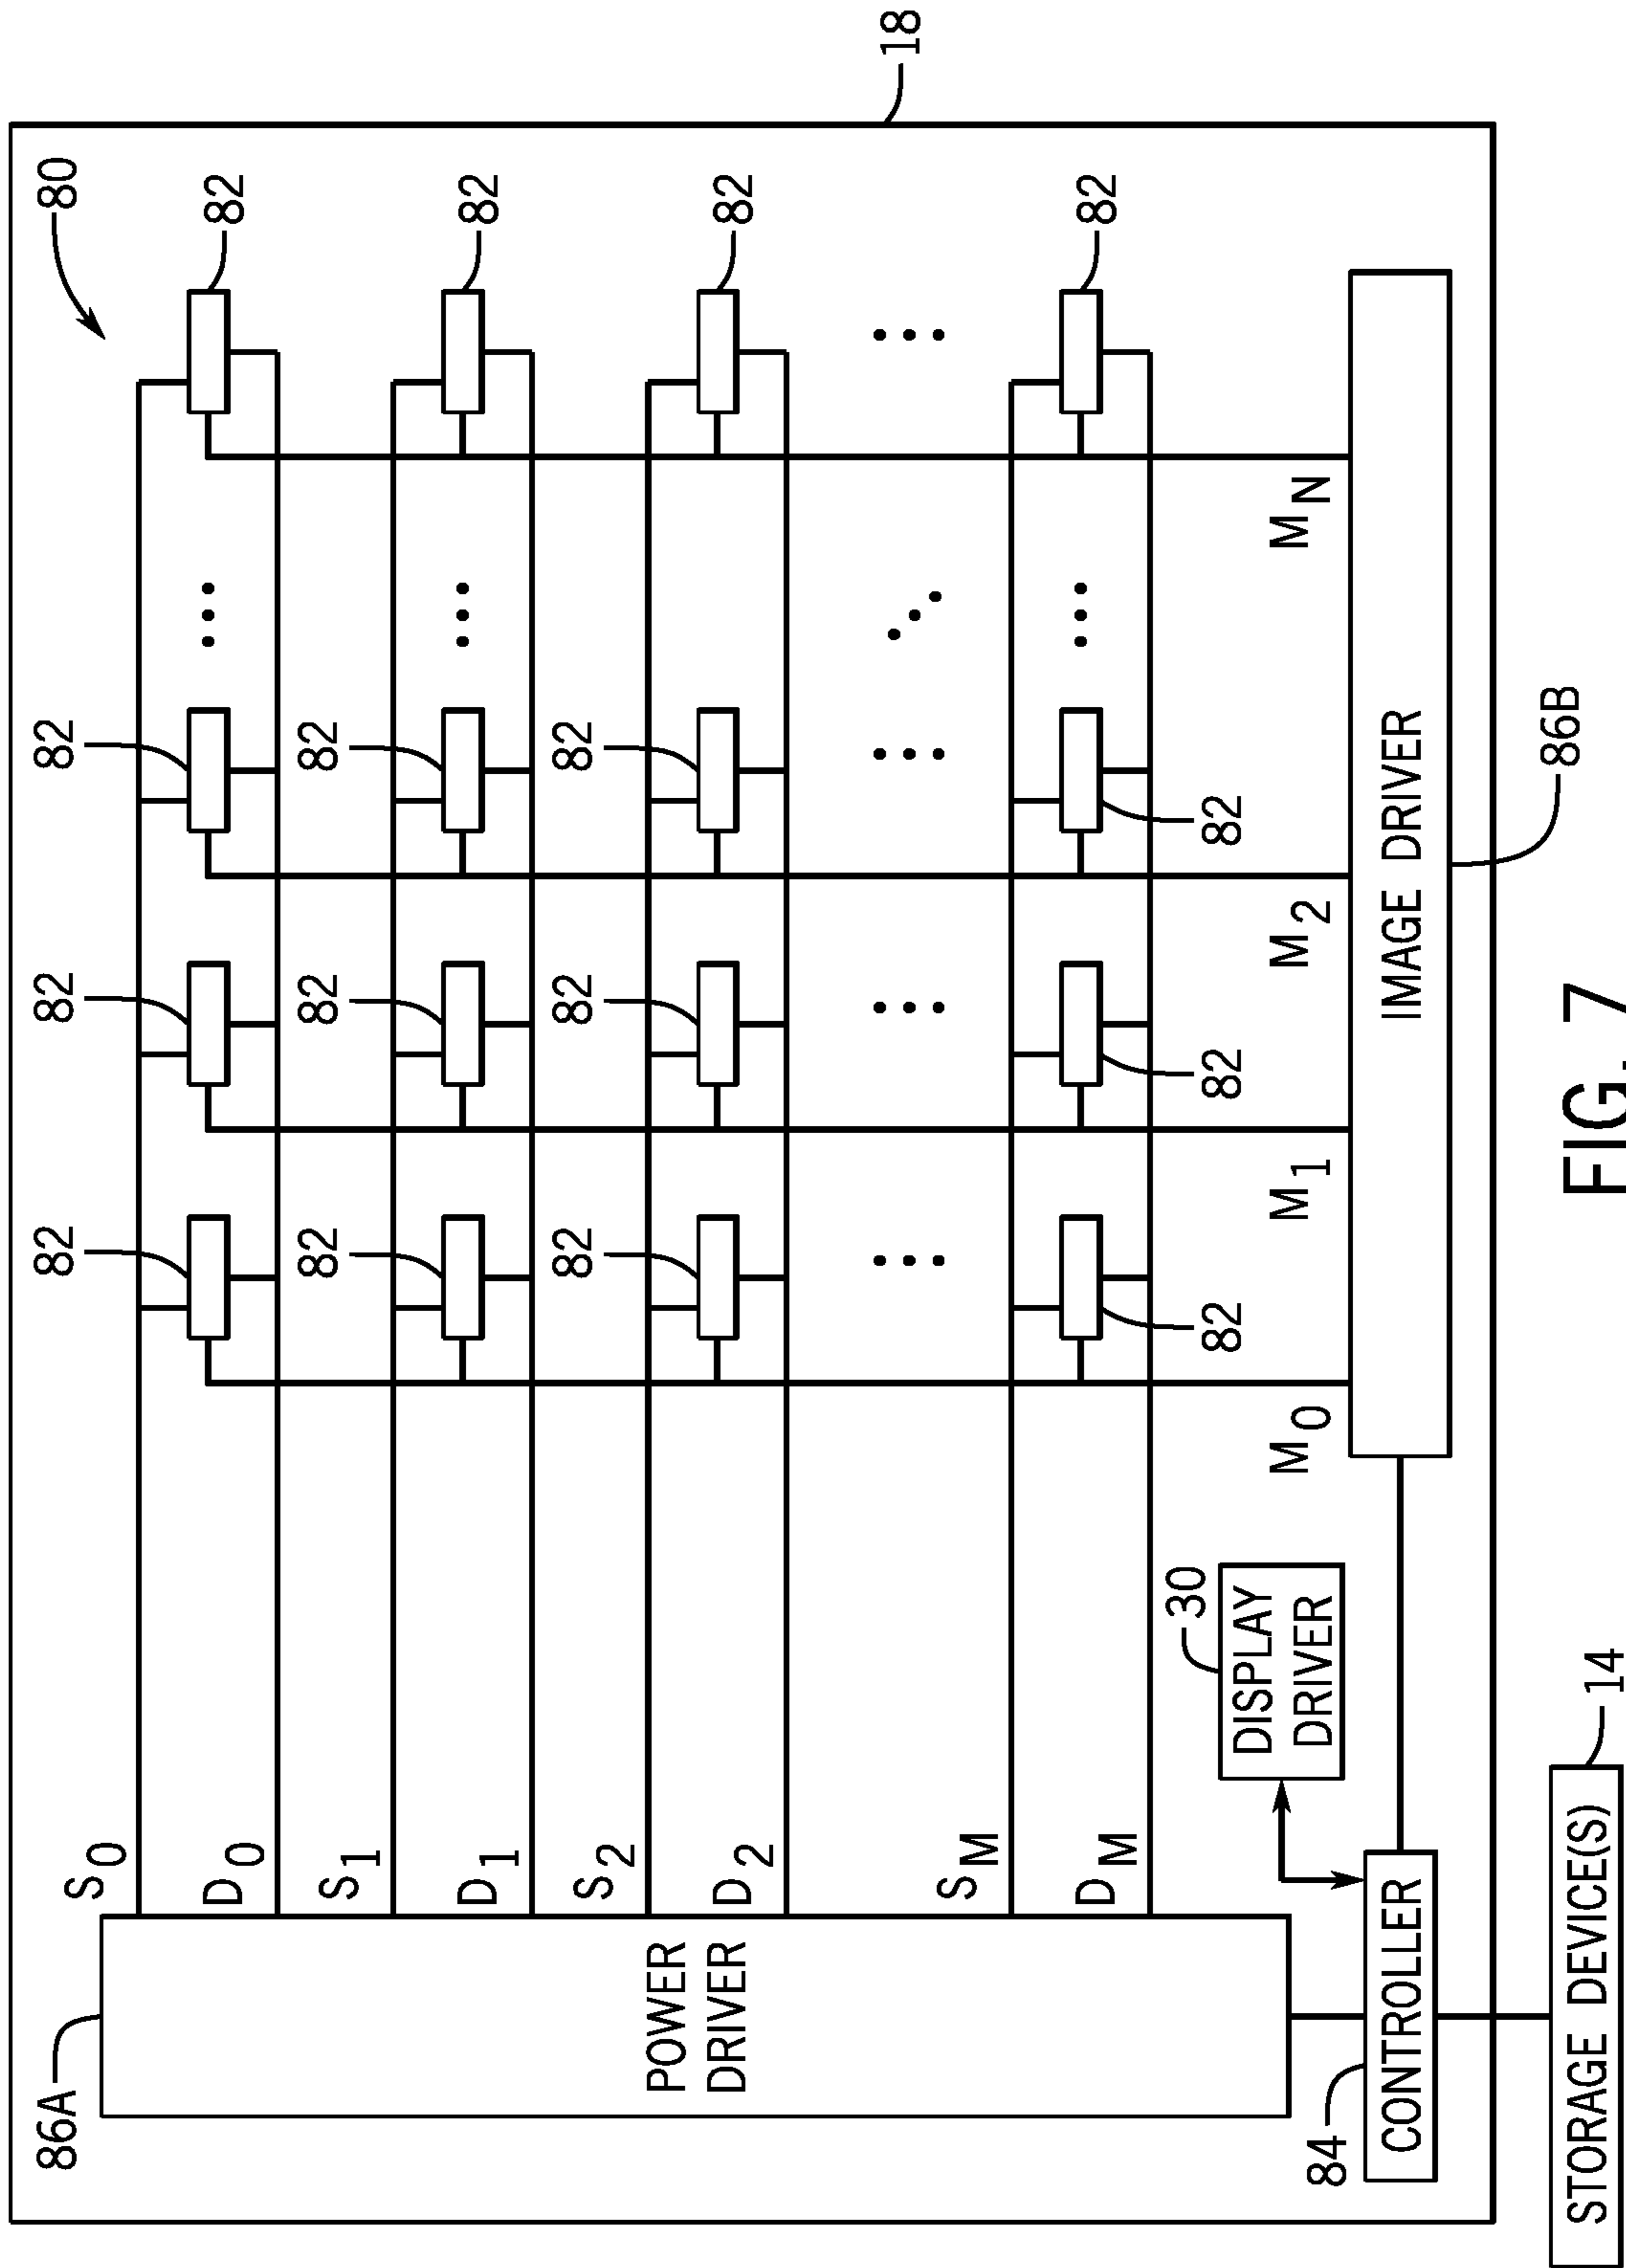 80
18
86A
S0
82
82
82
82
D0
S1
82
82
82
82
D1
S2
82
82
82
82
D2
POWER
DRIVER
SM
82
DM
82
82
82
30
DISPLAY
DRIVER
M0
M1
M2
MN
84
CONTROLLER
IMAGE DRIVER
86B
STORAGE DEVICE(S)
14
FIG. 7